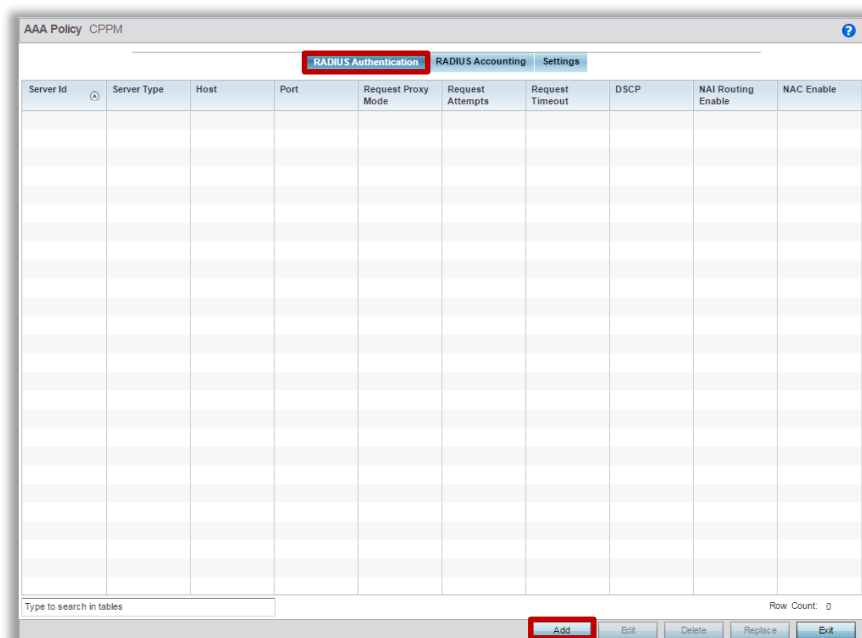 AAA Policy CPPM
RADIUS Authentication RADIUS Accounting Settings
Server Id Server Type Host Port Request Proxy Mode Request Attempts Request Timeout DSCP NAI Routing Enable NAC Enable
Type to search in tables Row Count: 0
Add Edit Delete Replace Exit